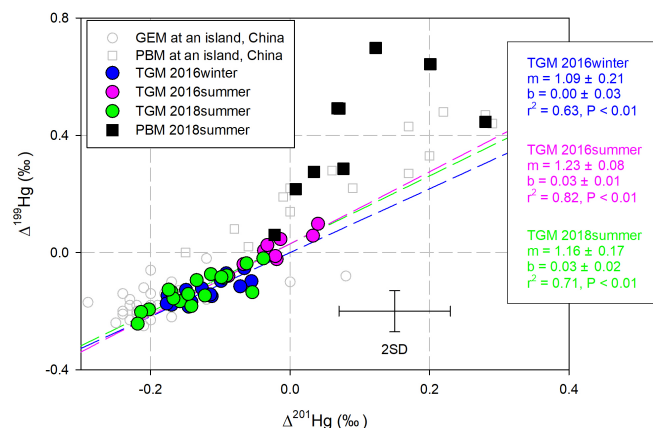 0.8
0.4
0.0
-0.4
Δ199Hg (‰)
GEM at an island, China
PBM at an island, China
TGM 2016winter
TGM 2016summer
TGM 2018summer
PBM 2018summer
TGM 2016winter
m = 1.09 ± 0.21
b = 0.00 ± 0.03
r2 = 0.63, P < 0.01
TGM 2016summer
m = 1.23 ± 0.08
b = 0.03 ± 0.01
r2 = 0.82, P < 0.01
TGM 2018summer
m = 1.16 ± 0.17
b = 0.03 ± 0.02
r2 = 0.71, P < 0.01
2SD
-0.2
0.0
0.2
0.4
Δ201Hg (‰)